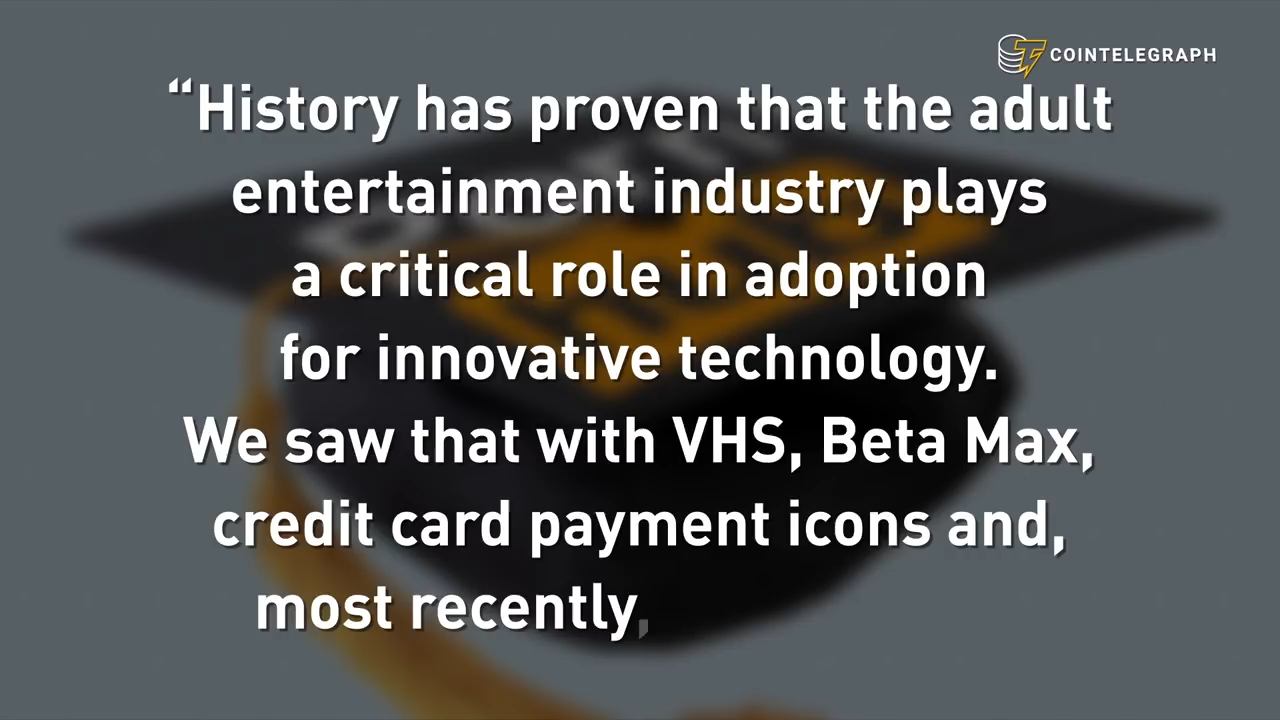 COINTELEGRAPH
“History has proven that the adult
entertainment industry plays
a critical role in adoption
for innovative technology.
We saw that with VHS, Beta Max,
credit card payment icons and,
most recently,